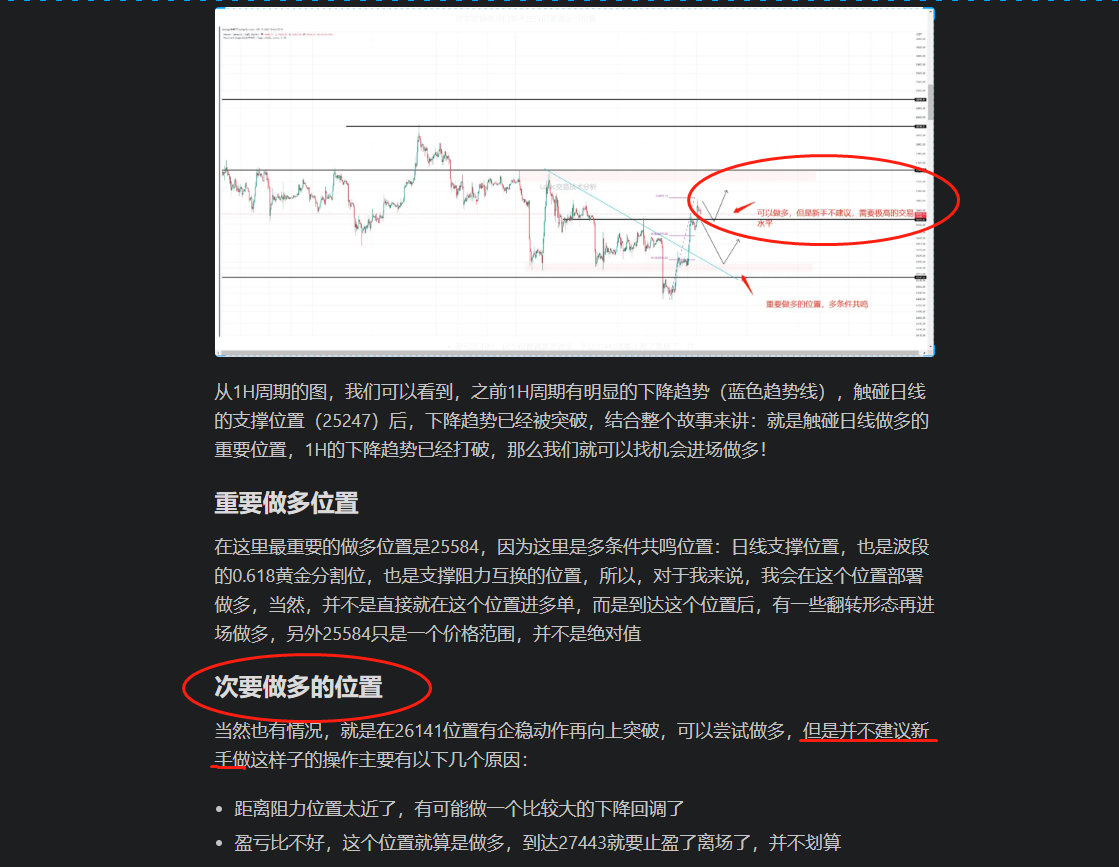 可以做多，但是新手不建议，需要极高的交易
水平
重要做多的位置，多条件共鸣
从1H周期的图，我们可以看到，之前1H周期有明显的下降趋势（蓝色趋势线），触碰日线
的支撑位置（25247）后，下降趋势已经被突破，结合整个故事来讲：就是触碰日线做多的
重要位置，1H的下降趋势已经打破，那么我们就可以找机会进场做多！
重要做多位置
在这里最重要的做多位置是25584，因为这里是多条件共鸣位置：日线支撑位置，也是波段
的0.618黄金分割位，也是支撑阻力互换的位置，所以，对于我来说，我会在这个位置部署
做多，当然，并不是直接就在这个位置进多单，而是到达这个位置后，有一些翻转形态再进
场做多，另外25584只是一个价格范围，并不是绝对值
次要做多的位置
当然也有情况，就是在26141位置有企稳动作再向上突破，可以尝试做多，但是并不建议新
手做这样子的操作主要有以下几个原因：
• 距离阻力位置太近了，有可能做一个比较大的下降回调了
• 盈亏比不好，这个位置就算是做多，到达27443就要止盈了离场了，并不划算